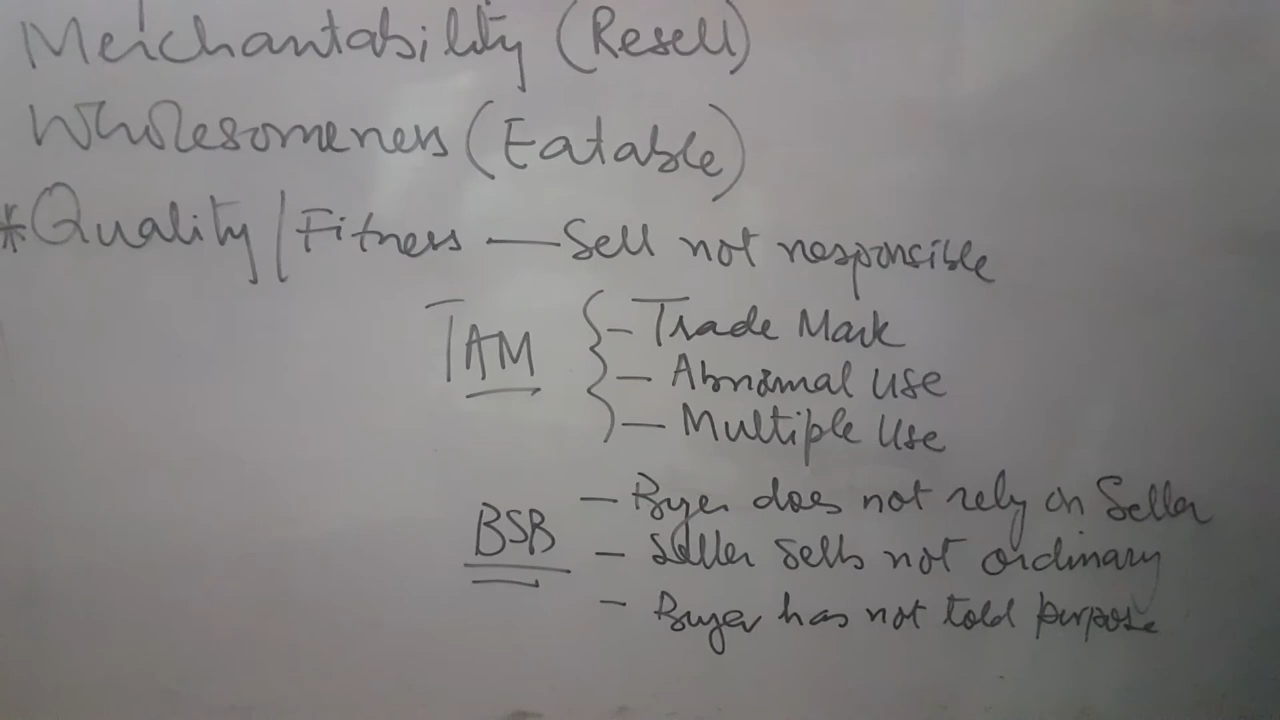 Merchantability (Resell)
Wholesomeness (Eatable)
*Quality/Fitness — Sell not responsible
TAM { – Trade Mark
– Abnormal Use
– Multiple Use
BSB – Buyer does not rely on Seller
– Seller sells not ordinary
– Buyer has not told purpose